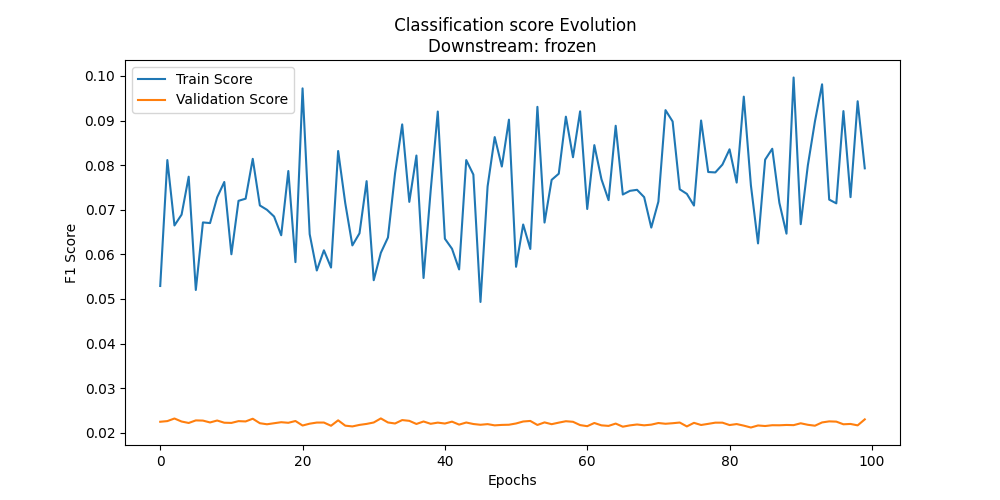 Classification score Evolution
Downstream: frozen
Train Score
Validation Score
0.10
0.09
0.08
0.07
0.06
0.05
0.04
0.03
0.02
F1 Score
0 20 40 60 80 100
Epochs